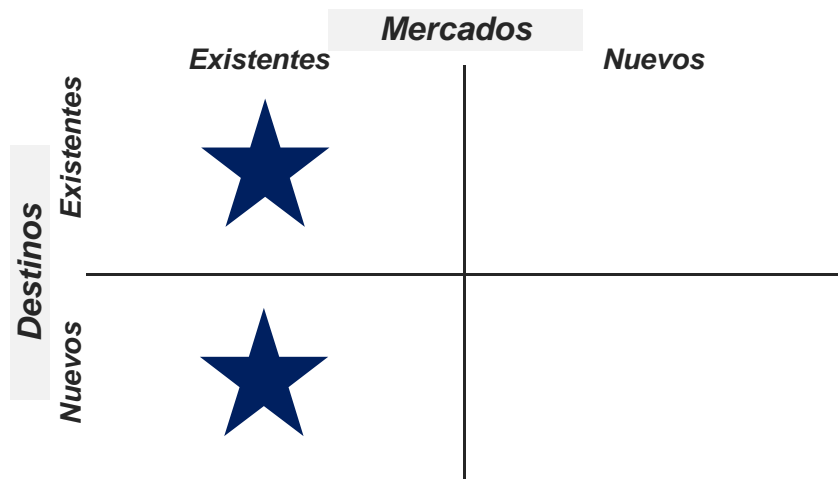 Mercados
Existentes
Nuevos
Destinos
Existentes
Nuevos